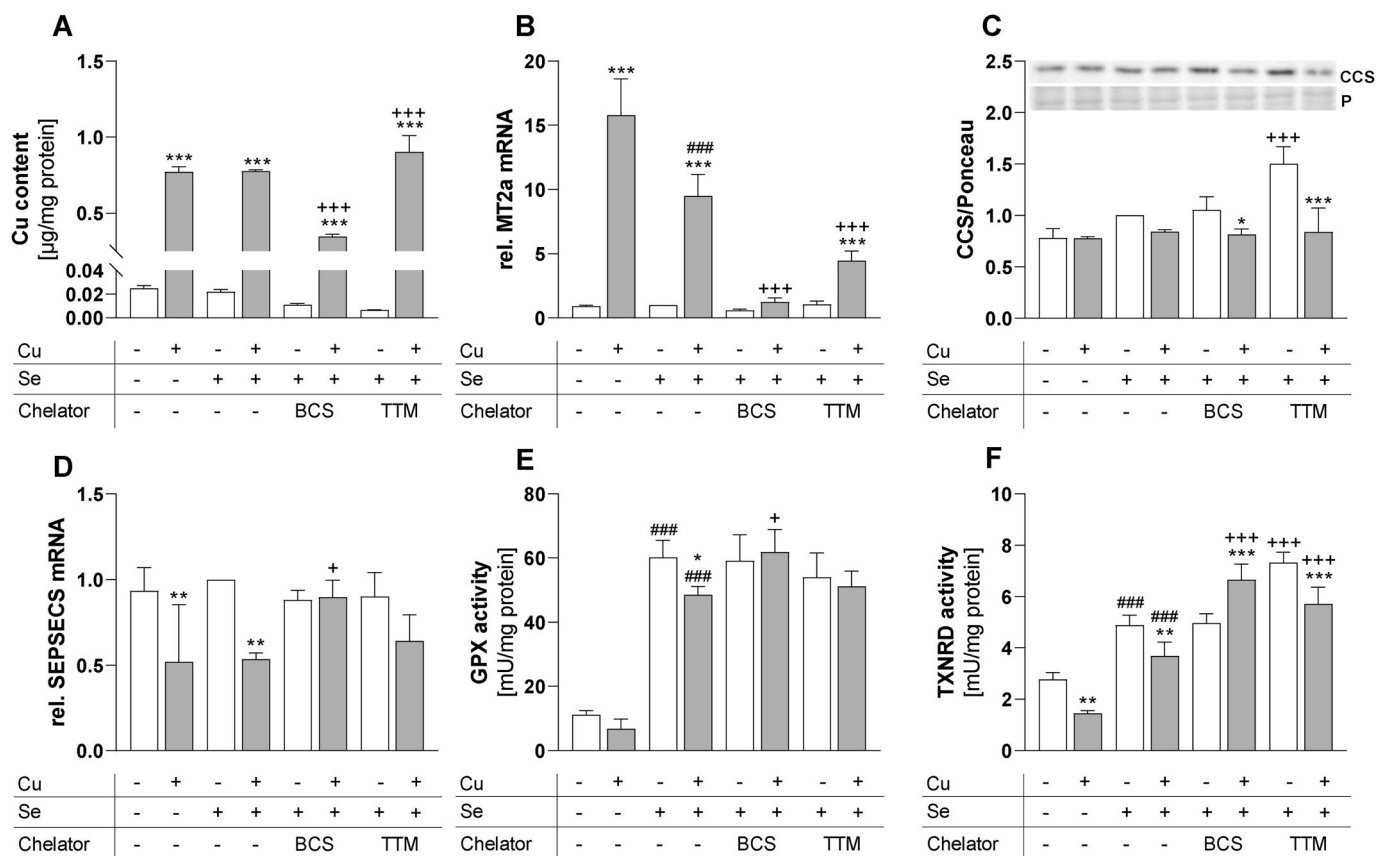 A
Cu content
[µg/mg protein]
1.5
1.0
0.5
0.04
0.02
0.00
***
***
+++
***
+++
***
Cu - + - + - + - +
Se - - + + + + + +
Chelator - - - - BCS TTM
B
rel. MT2a mRNA
20
15
10
5
0
***
###
***
+++
+++
***
Cu - + - + - + - +
Se - - + + + + + +
Chelator - - - - BCS TTM
C
CCS/Ponceau
2.5
2.0
1.5
1.0
0.5
0.0
CCS
P
*
+++
***
Cu - + - + - + - +
Se - - + + + + + +
Chelator - - - - BCS TTM
D
rel. SEPSECS mRNA
1.5
1.0
0.5
0.0
**
**
+
Cu - + - + - + - +
Se - - + + + + + +
Chelator - - - - BCS TTM
E
GPX activity
[mU/mg protein]
80
60
40
20
0
###
*
###
+
Cu - + - + - + - +
Se - - + + + + + +
Chelator - - - - BCS TTM
F
TXNRD activity
[mU/mg protein]
10
8
6
4
2
0
**
###
###
**
+++
***
+++
+++
***
Cu - + - + - + - +
Se - - + + + + + +
Chelator - - - - BCS TTM